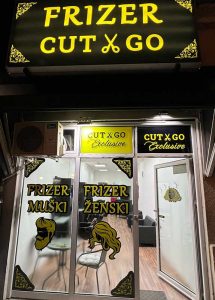 FRIZER
CUT GO
CUT GO
Exclusive
CUT GO
Exclusive
FRIZER
MUŠKI
FRIZER
ŽENSKI